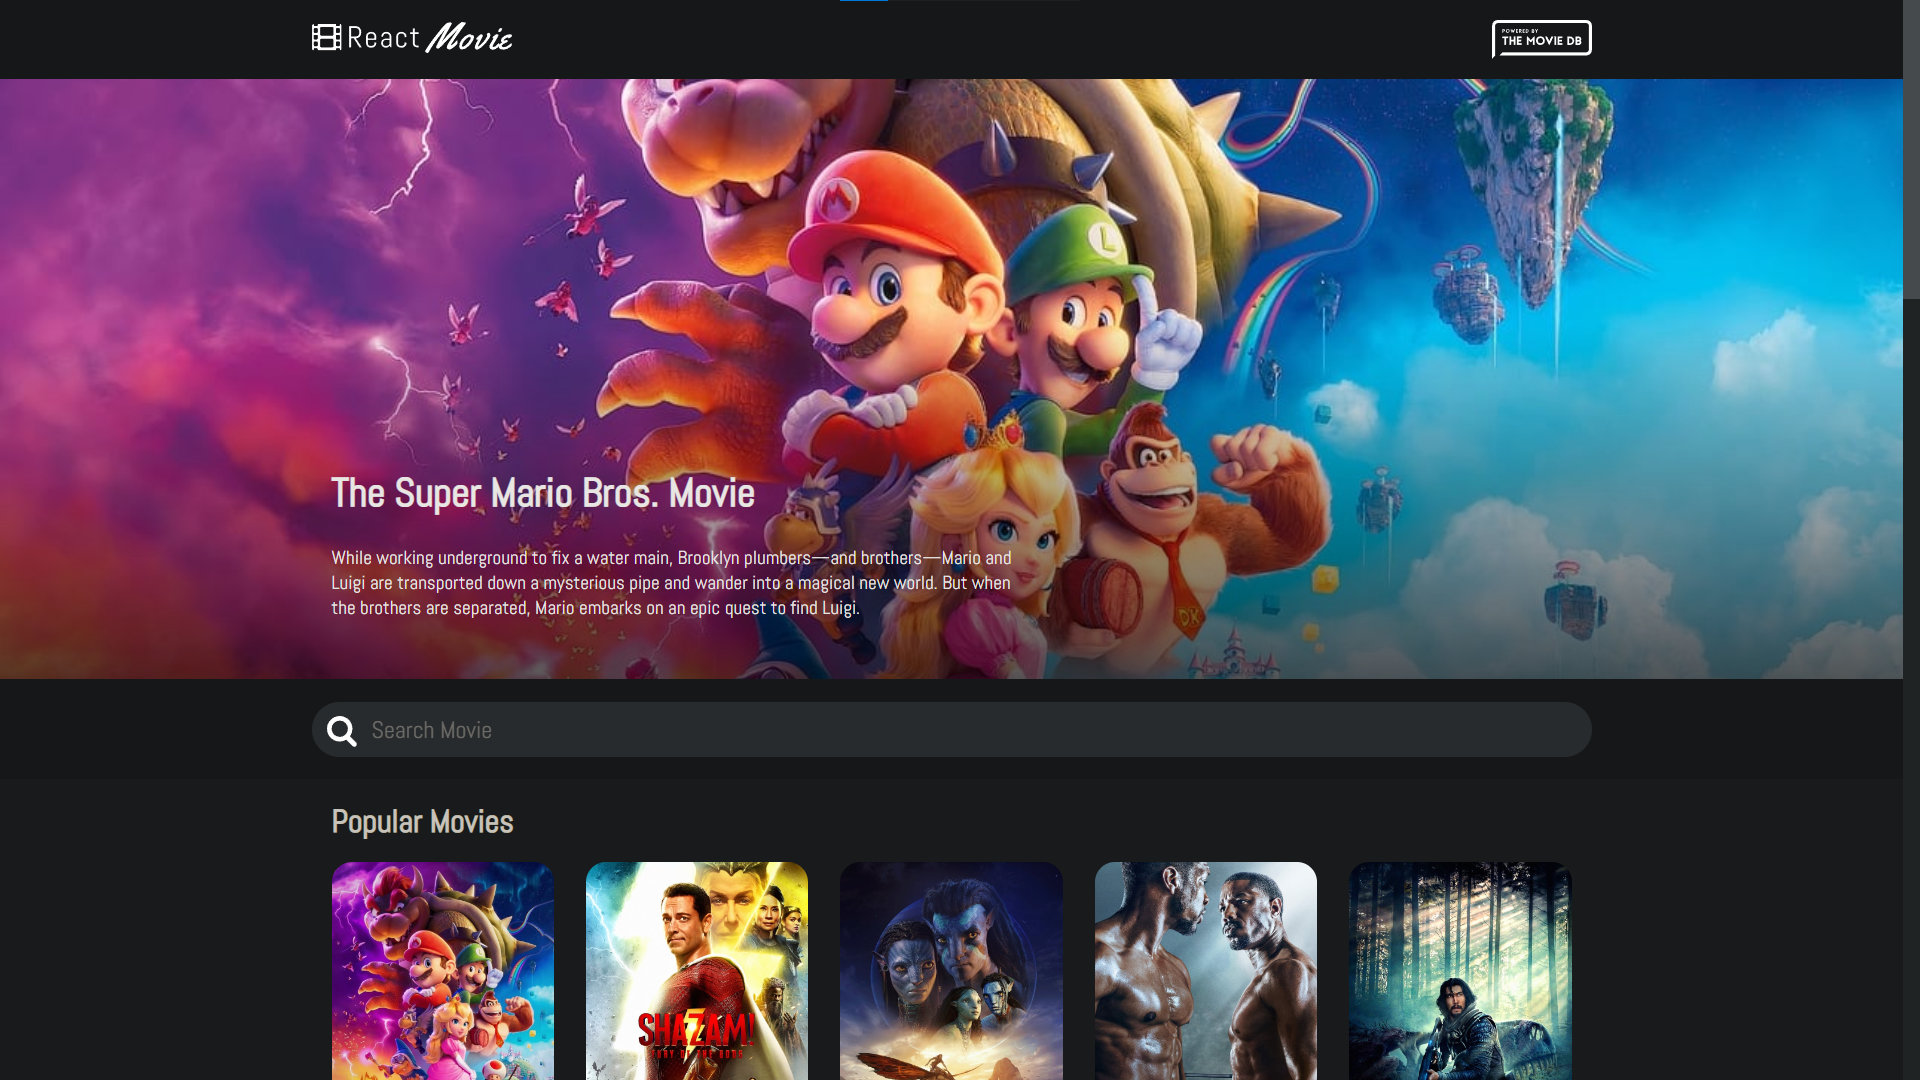 React Movie
POWERED BY
THE MOVIE DB
M
L
DK
The Super Mario Bros. Movie
While working underground to fix a water main, Brooklyn plumbers—and brothers—Mario and
Luigi are transported down a mysterious pipe and wander into a magical new world. But when
the brothers are separated, Mario embarks on an epic quest to find Luigi.
Search Movie
Popular Movies
SHAZAM!
FURY OF THE GODS